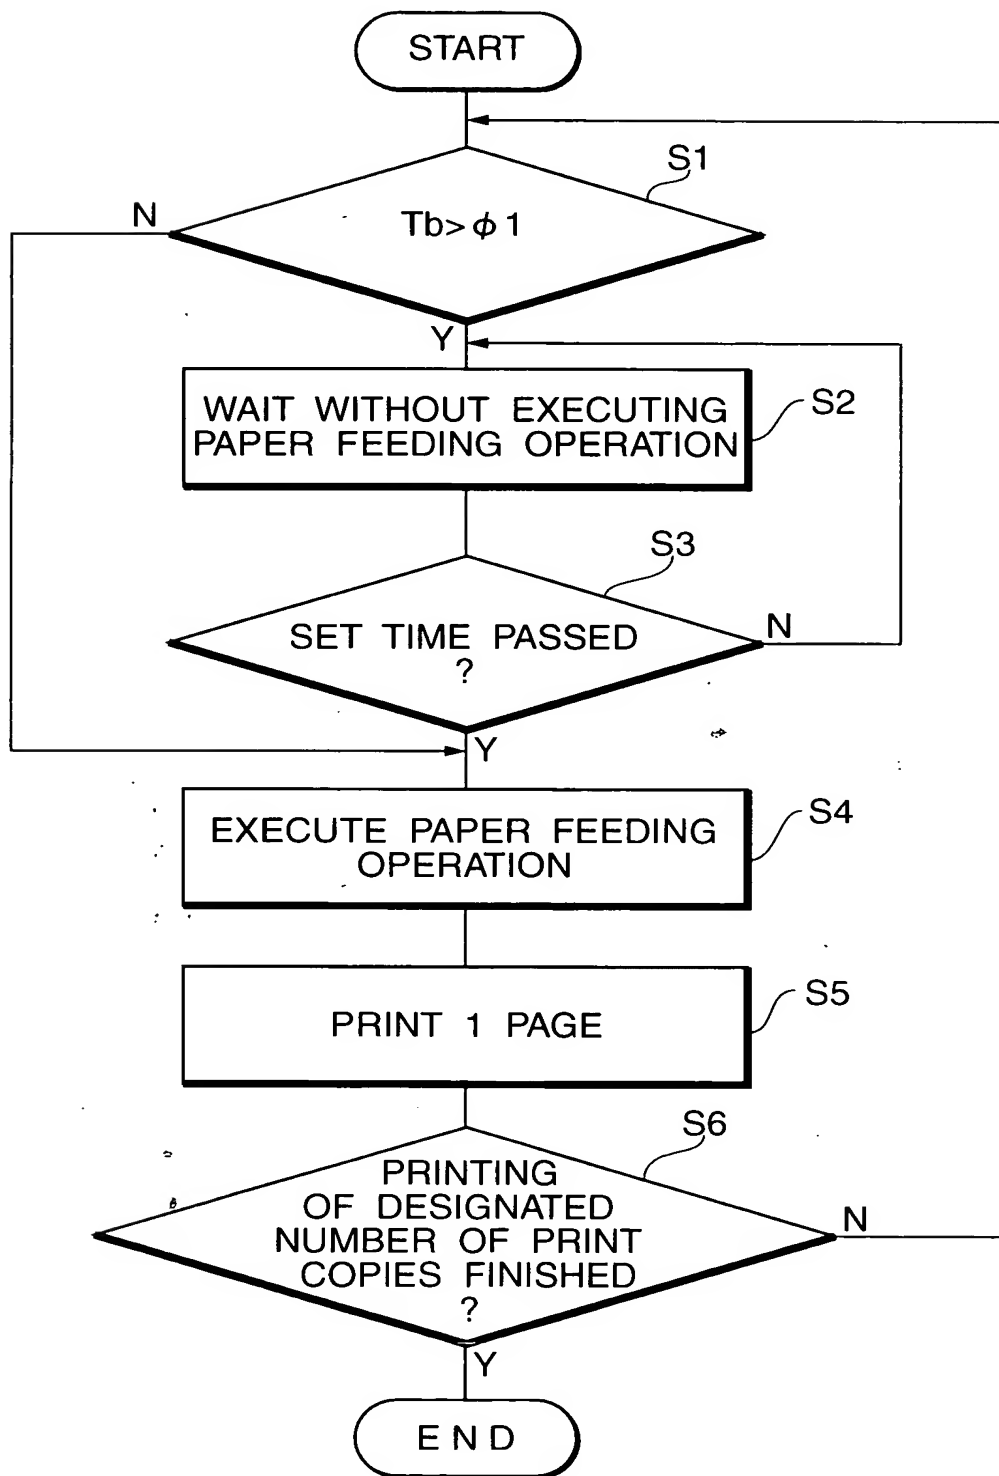 START
S1
N
Tb> φ 1
Y
WAIT WITHOUT EXECUTING
PAPER FEEDING OPERATION
S2
S3
SET TIME PASSED
?
N
Y
EXECUTE PAPER FEEDING
OPERATION
S4
PRINT 1 PAGE
S5
S6
PRINTING
OF DESIGNATED
NUMBER OF PRINT
COPIES FINISHED
?
N
Y
END